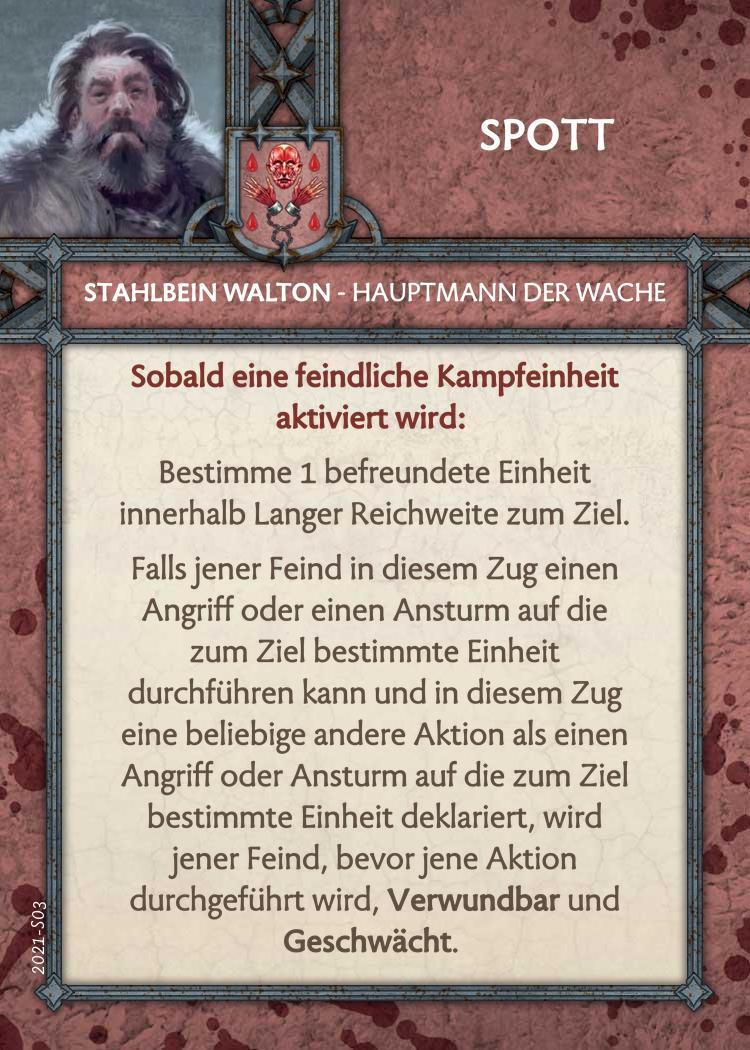 SPOTT
STAHLBEIN WALTON - HAUPTMANN DER WACHE
Sobald eine feindliche Kampfeinheit
aktiviert wird:
Bestimme 1 befreundete Einheit
innerhalb Langer Reichweite zum Ziel.
Falls jener Feind in diesem Zug einen
Angriff oder einen Ansturm auf die
zum Ziel bestimmte Einheit
durchführen kann und in diesem Zug
eine beliebige andere Aktion als einen
Angriff oder Ansturm auf die zum Ziel
bestimmte Einheit deklariert, wird
jener Feind, bevor jene Aktion
durchgeführt wird, Verwundbar und
Geschwächt.
2021-S03